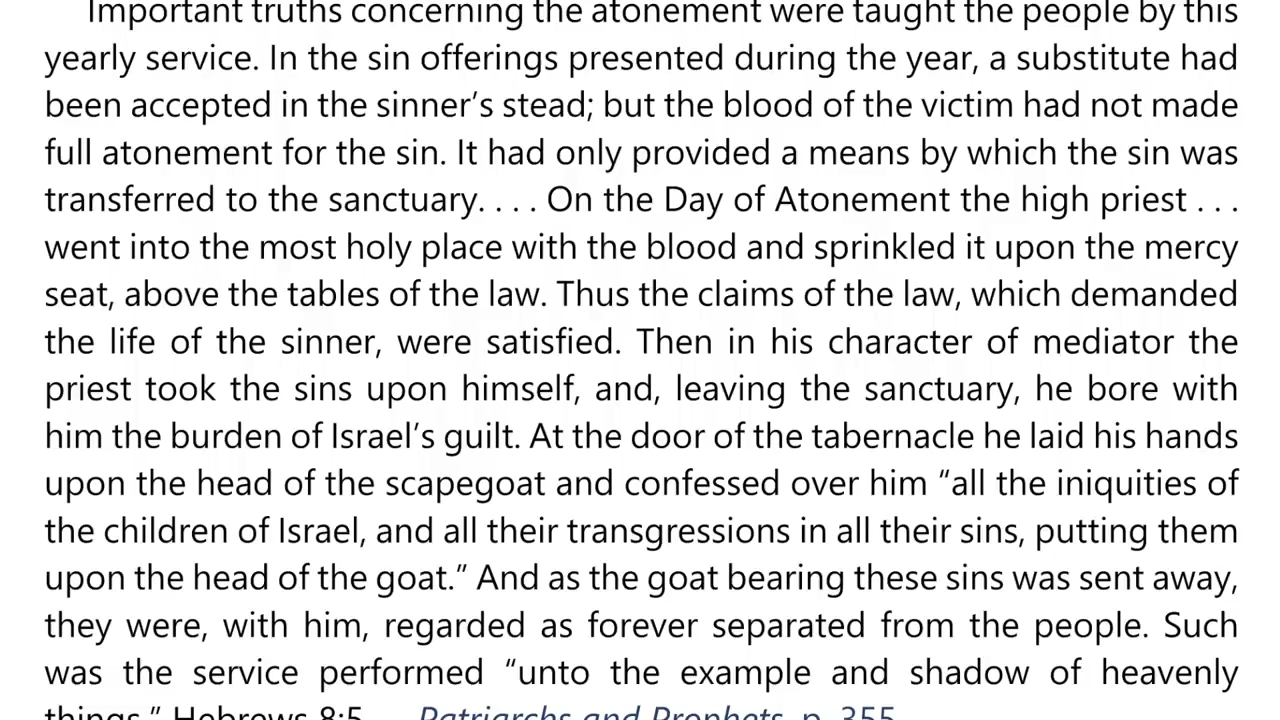 Important truths concerning the atonement were taught the people by this
yearly service. In the sin offerings presented during the year, a substitute had
been accepted in the sinner’s stead; but the blood of the victim had not made
full atonement for the sin. It had only provided a means by which the sin was
transferred to the sanctuary. . . . On the Day of Atonement the high priest . . .
went into the most holy place with the blood and sprinkled it upon the mercy
seat, above the tables of the law. Thus the claims of the law, which demanded
the life of the sinner, were satisfied. Then in his character of mediator the
priest took the sins upon himself, and, leaving the sanctuary, he bore with
him the burden of Israel’s guilt. At the door of the tabernacle he laid his hands
upon the head of the scapegoat and confessed over him “all the iniquities of
the children of Israel, and all their transgressions in all their sins, putting them
upon the head of the goat.” And as the goat bearing these sins was sent away,
they were, with him, regarded as forever separated from the people. Such
was the service performed “unto the example and shadow of heavenly
things.” Hebrews 8:5. Patriarchs and Prophets, p. 355